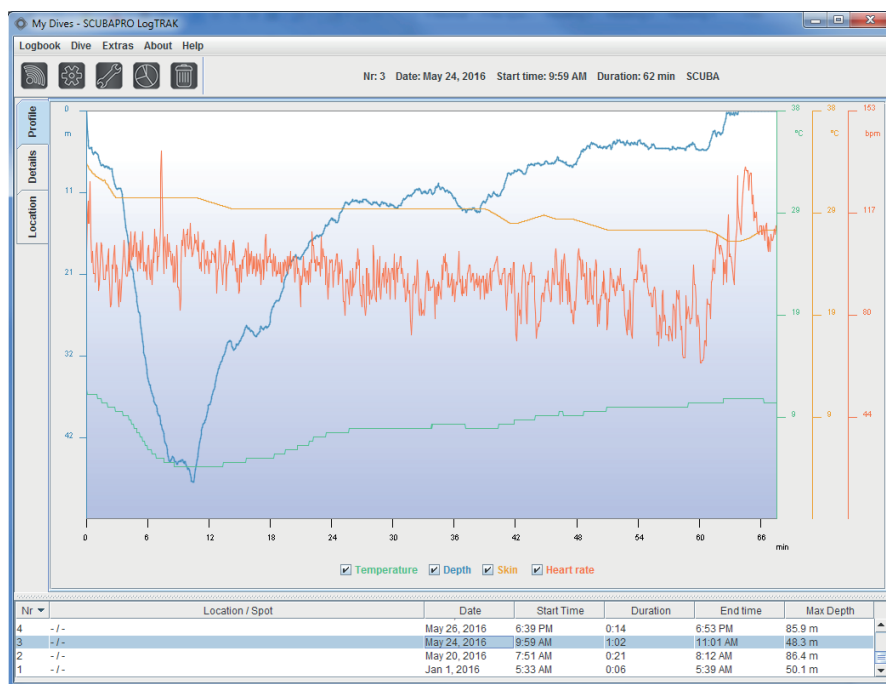 My Dives - SCUBAPRO LogTRAK
Logbook Dive Extras About Help
Nr: 3 Date: May 24, 2016 Start time: 9:59 AM Duration: 62 min SCUBA
Profile
Details
Location
0
m
11
21
32
42
38
°C
29
19
9
38
°C
29
19
9
153
bpm
117
80
44
0 6 12 18 24 30 36 42 48 54 60 66
min
Temperature Depth Skin Heart rate
Nr Location / Spot Date Start Time Duration End time Max Depth
4 -/- May 26, 2016 6:39 PM 0:14 6:53 PM 85.9 m
3 -/- May 24, 2016 9:59 AM 1:02 11:01 AM 48.3 m
2 -/- May 20, 2016 7:51 AM 0:21 8:12 AM 86.4 m
1 -/- Jan 1, 2016 5:33 AM 0:06 5:39 AM 50.1 m